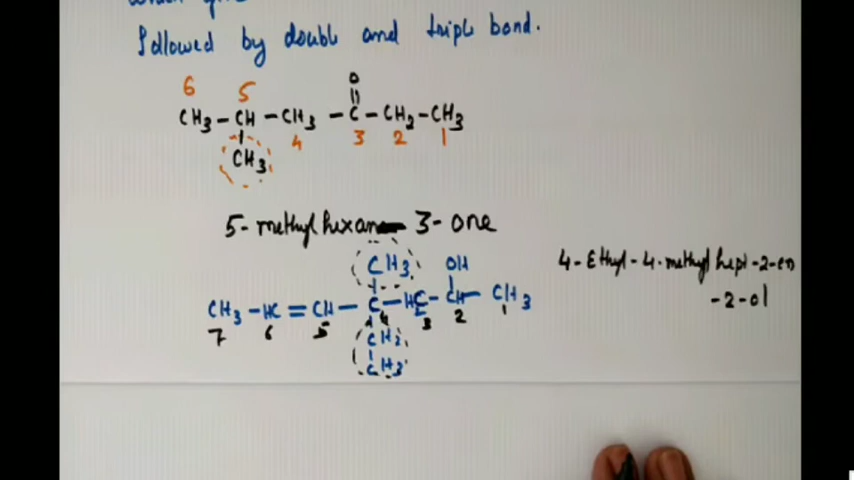 Followed by double and triple bond.
6 5 O
CH3 - CH - CH3 - C - CH2 - CH3
4 3 2 1
CH3
5- methyl hexan- 3- one
CH3 OH
4- Ethyl- 4-methyl hept -2-en
-2-ol
CH3 - HC = CH - C - HC - CH - CH3
7 6 5 4 3 2 1
CH2
CH3